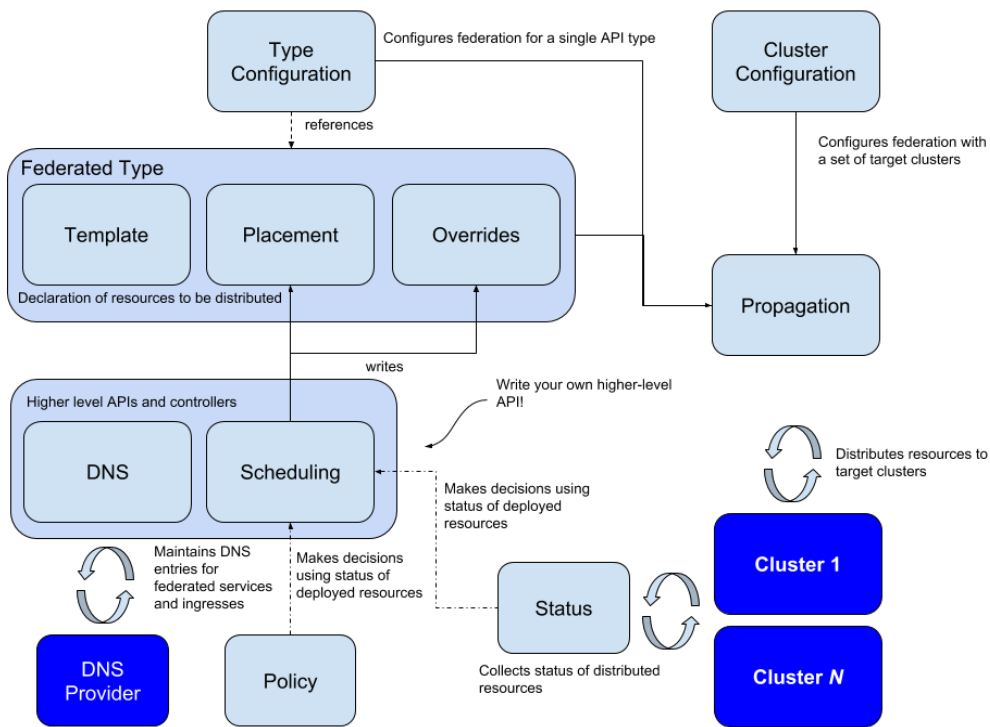 Type
Configuration
Configures federation for a single API type
Cluster
Configuration
references
Configures federation with
a set of target clusters
Federated Type
Template
Placement
Overrides
Declaration of resources to be distributed
Propagation
writes
Write your own higher-level
API!
Higher level APIs and controllers
DNS
Scheduling
Makes decisions using
status of deployed
resources
Distributes resources to
target clusters
Maintains DNS
entries for
federated services
and ingresses
Makes decisions
using status of
deployed resources
Cluster 1
Status
Collects status of distributed
resources
DNS
Provider
Policy
Cluster N